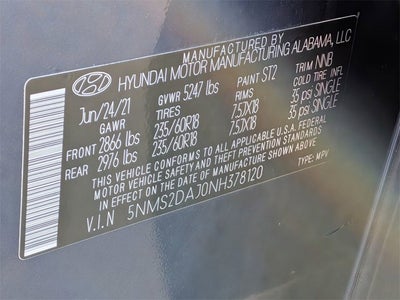 MANUFACTURED BY
HYUNDAI MOTOR MANUFACTURING ALABAMA, LLC
Jun/24/21 GVWR 5247 lbs PAINT ST2 TRIM NNB
GAWR TIRES RIMS COLD TIRE INFL
FRONT 2866 lbs 235/60R18 7.5JX18 35 psi SINGLE
REAR 2976 lbs 235/60R18 7.5JX18 35 psi SINGLE
THIS VEHICLE CONFORMS TO ALL APPLICABLE U.S.A FEDERAL
MOTOR VEHICLE SAFETY AND THEFT PREVENTION STANDARDS
IN EFFECT ON THE DATE OF MANUFACTURE SHOWN ABOVE
V.I.N 5NMS2DAJ0NH378120 TYPE: MPV